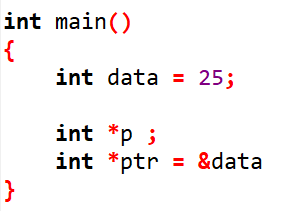 int main()
{
    int data = 25;
    int *p ;
    int *ptr = &data
}